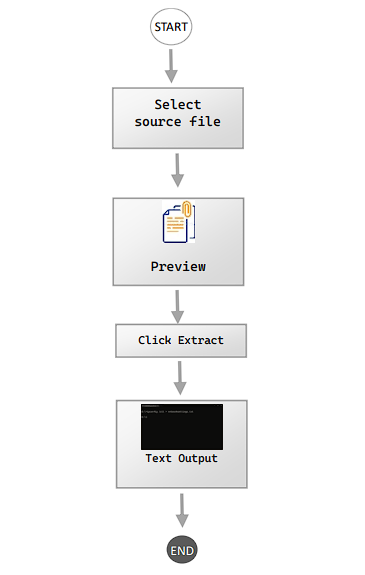 START
Select
source file
Preview
Click Extract
Text Output
END